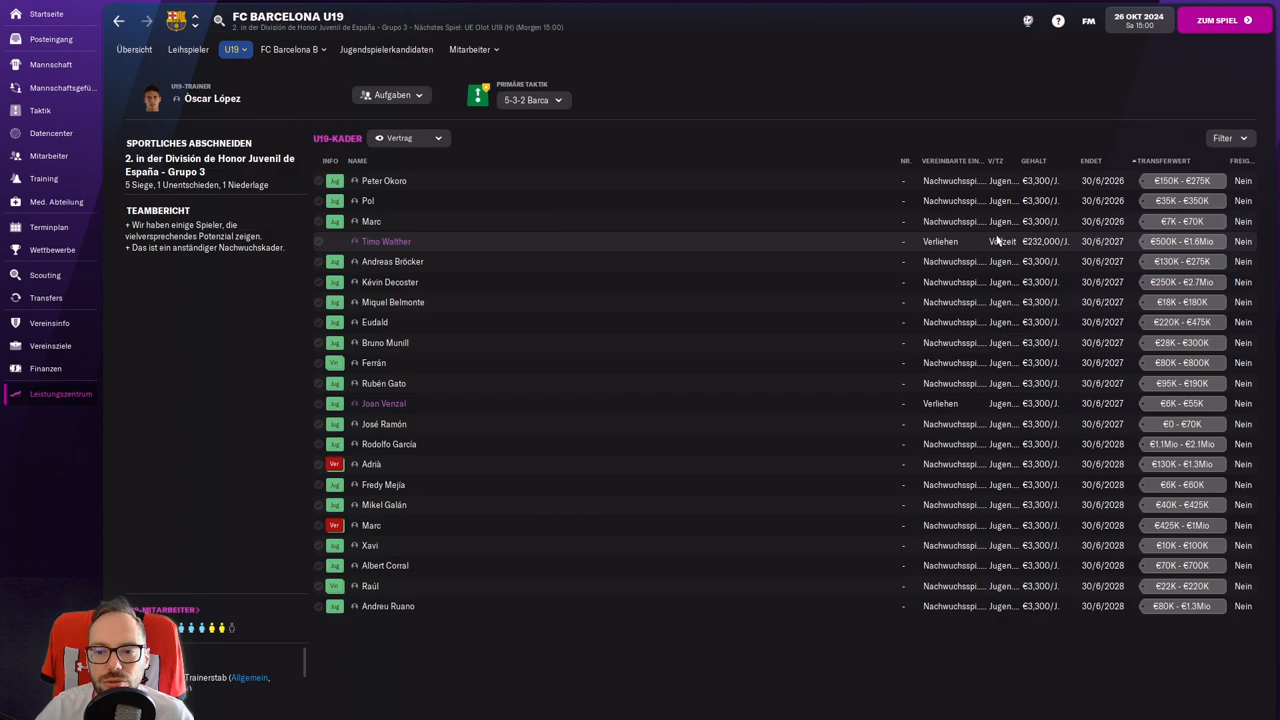 Startseite
Posteingang
Mannschaft
Mannschaftsgefü...
Taktik
Datencenter
Mitarbeiter
Training
Med. Abteilung
Terminplan
Wettbewerbe
Scouting
Transfers
Vereinsinfo
Vereinsziele
Finanzen
Leistungszentrum
FC BARCELONA U19
2. in der División de Honor Juvenil de España - Grupo 3 - Nächstes Spiel: UE Olot U19 (H) (Morgen 15:00)
FM
26 OKT 2024
Sa 15:00
ZUM SPIEL
Übersicht Leihspieler U19 FC Barcelona B Jugendspielerkandidaten Mitarbeiter
U19-TRAINER
Òscar López
Aufgaben
PRIMÄRE TAKTIK
5-3-2 Barca
SPORTLICHES ABSCHNEIDEN
2. in der División de Honor Juvenil de
España - Grupo 3
5 Siege, 1 Unentschieden, 1 Niederlage
TEAMBERICHT
+ Wir haben einige Spieler, die
vielversprechendes Potenzial zeigen.
+ Das ist ein anständiger Nachwuchskader.
U19-KADER Vertrag Filter
INFO NAME NR. VEREINBARTE EIN... V/TZ GEHALT ENDET TRANSFERWERT FREIG...
Jug Peter Okoro - Nachwuchsspi.... Jugen.... €3,300/J. 30/6/2026 €150K - €275K Nein
Jug Pol - Nachwuchsspi.... Jugen.... €3,300/J. 30/6/2026 €35K - €350K Nein
Jug Marc - Nachwuchsspi.... Jugen.... €3,300/J. 30/6/2026 €7K - €70K Nein
Timo Walther - Verliehen Vollzeit €232,000/J. 30/6/2027 €500K - €1.6Mio Nein
Jug Andreas Bröcker - Nachwuchsspi.... Jugen.... €3,300/J. 30/6/2027 €130K - €275K Nein
Jug Kévin Decoster - Nachwuchsspi.... Jugen.... €3,300/J. 30/6/2027 €250K - €2.7Mio Nein
Jug Miquel Belmonte - Nachwuchsspi.... Jugen.... €3,300/J. 30/6/2027 €18K - €180K Nein
Jug Eudald - Nachwuchsspi.... Jugen.... €3,300/J. 30/6/2027 €220K - €475K Nein
Jug Bruno Munill - Nachwuchsspi.... Jugen.... €3,300/J. 30/6/2027 €28K - €300K Nein
Vin Ferrán - Nachwuchsspi.... Jugen.... €3,300/J. 30/6/2027 €80K - €800K Nein
Jug Rubén Gato - Nachwuchsspi.... Jugen.... €3,300/J. 30/6/2027 €95K - €190K Nein
Jug Joan Venzal - Verliehen Jugen.... €3,300/J. 30/6/2027 €6K - €55K Nein
Jug José Ramón - Nachwuchsspi.... Jugen.... €3,300/J. 30/6/2027 €0 - €70K Nein
Jug Rodolfo García - Nachwuchsspi.... Jugen.... €3,300/J. 30/6/2028 €1.1Mio - €2.1Mio Nein
Ver Adrià - Nachwuchsspi.... Jugen.... €3,300/J. 30/6/2028 €130K - €1.3Mio Nein
Jug Fredy Mejía - Nachwuchsspi.... Jugen.... €3,300/J. 30/6/2028 €6K - €60K Nein
Jug Mikel Galán - Nachwuchsspi.... Jugen.... €3,300/J. 30/6/2028 €40K - €425K Nein
Ver Marc - Nachwuchsspi.... Jugen.... €3,300/J. 30/6/2028 €425K - €1Mio Nein
Jug Xavi - Nachwuchsspi.... Jugen.... €3,300/J. 30/6/2028 €10K - €100K Nein
Jug Albert Corral - Nachwuchsspi.... Jugen.... €3,300/J. 30/6/2028 €70K - €700K Nein
Vin Raúl - Nachwuchsspi.... Jugen.... €3,300/J. 30/6/2028 €22K - €220K Nein
Jug Andreu Ruano - Nachwuchsspi.... Jugen.... €3,300/J. 30/6/2028 €80K - €1.3Mio Nein
-MITARBEITER
Trainerstab (Allgemein,